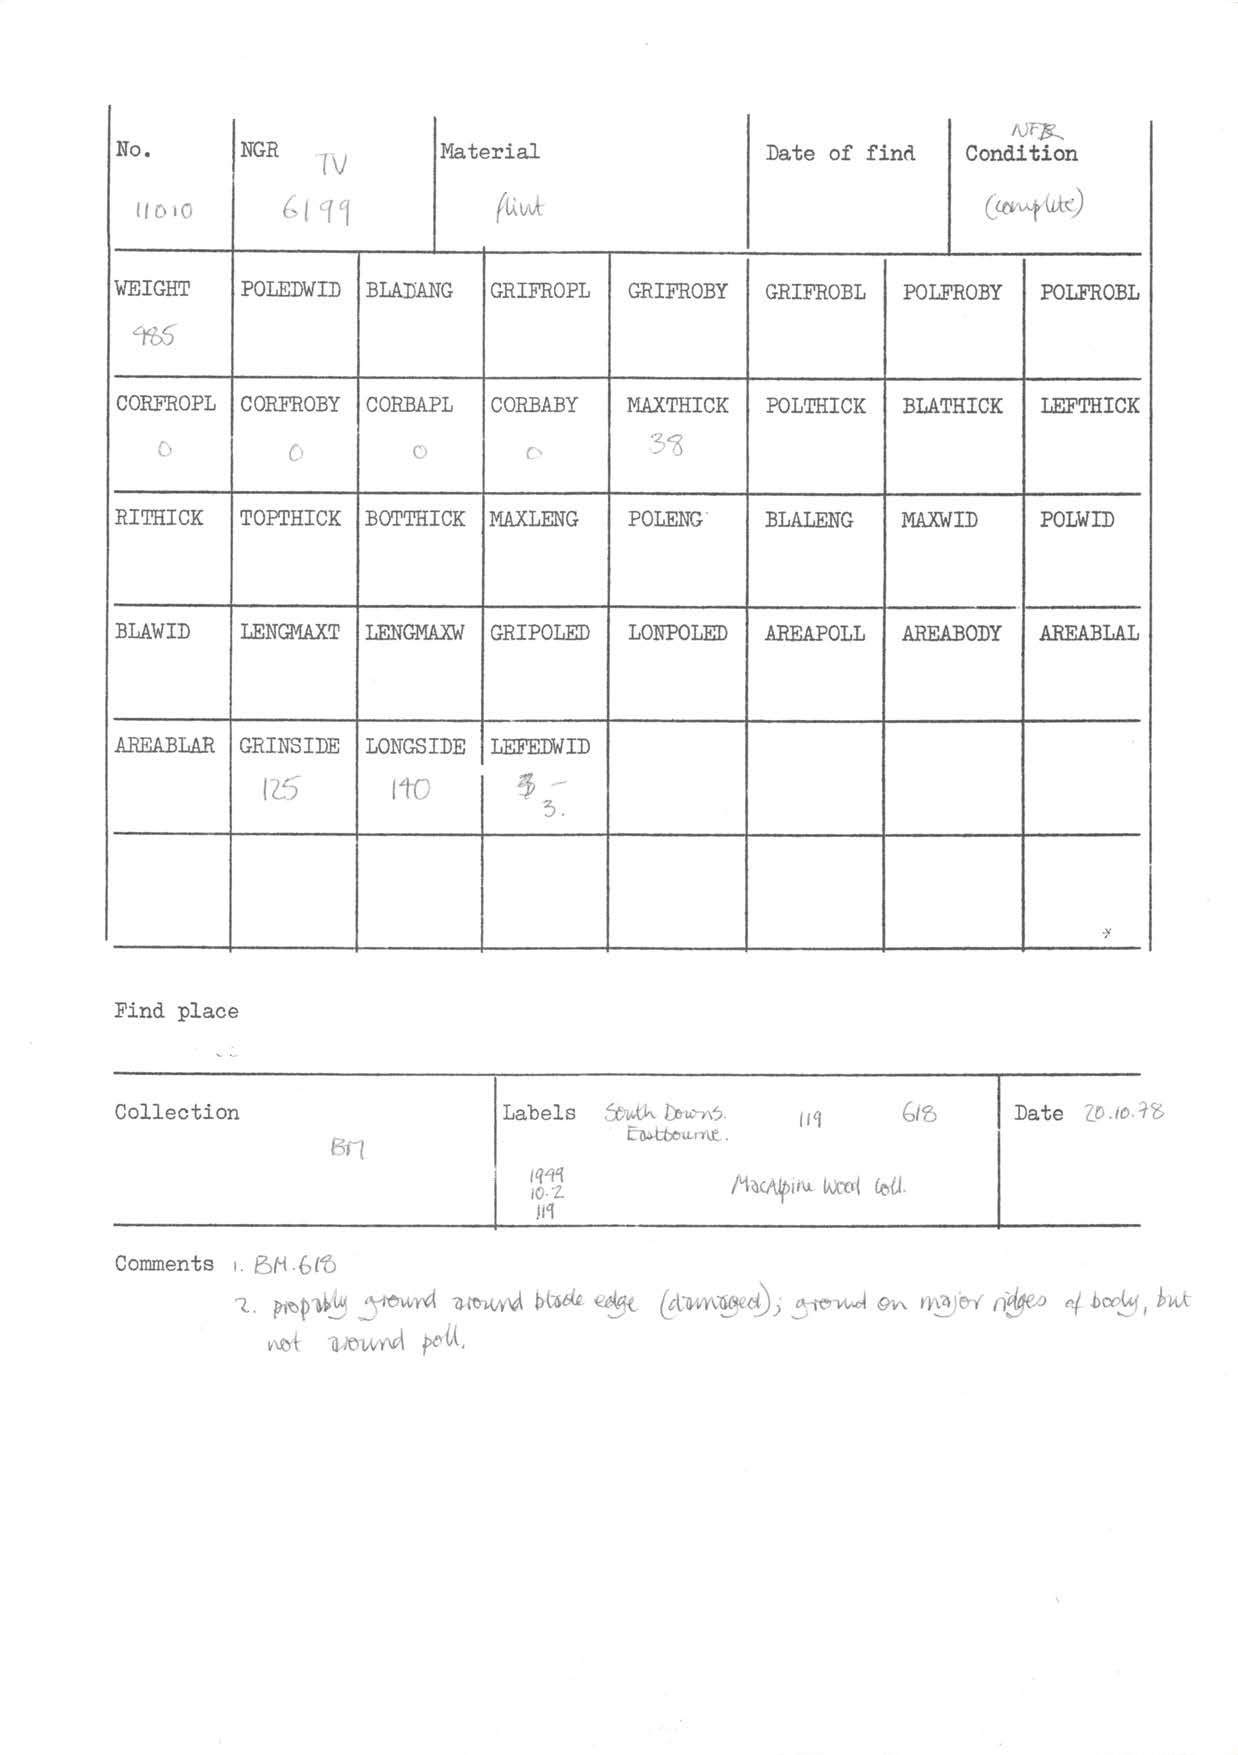 No. NGR TV Material Date of find Condition
11010 6199 flint (complete)
WEIGHT POLEDWID BLADANG GRIFROPL GRIFROBY GRIFROBL POLFROBY POLFROBL
485
CORFROPL CORFROBY CORBAPL CORBABY MAXTHICK POLTHICK BLATHICK LEFTHICK
0 0 0 0 38
RITHICK TOPTHICK BOTTHICK MAXLENG POLENG BLALENG MAXWID POLWID
BLAWID LENGMAXT LENGMAXW GRIPOLED LONPOLED AREAPOLL AREABODY AREABLAL
AREABLAR GRINSIDE LONGSIDE LEFEDWID
125 140 -
3.
Find place
Collection Labels South Downs. 119 618 Date 20.10.78
Eastbourne.
BM
1949
10.2 MacAlpine Wood Coll.
119
Comments 1. BM.618
2. propably ground around blade edge (damaged); ground on major ridges of body, but
not around poll.